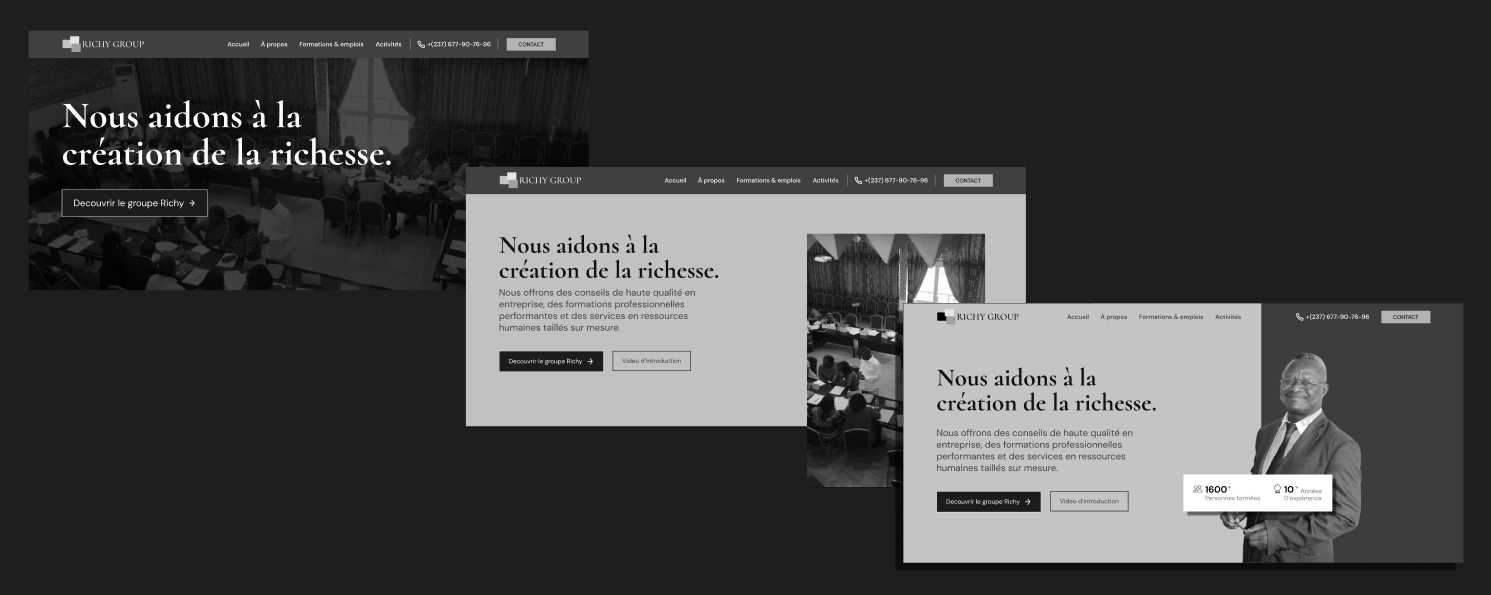 RICHY GROUP
Accueil À propos Formations & emplois Activités +(237) 677-90-76-96 CONTACT
Nous aidons à la
création de la richesse.
Decouvrir le groupe Richy →
RICHY GROUP
Accueil À propos Formations & emplois Activités +(237) 677-90-76-96 CONTACT
Nous aidons à la
création de la richesse.
Nous offrons des conseils de haute qualité en
entreprise, des formations professionnelles
performantes et des services en ressources
humaines taillés sur mesure.
Decouvrir le groupe Richy → Video d'introduction
RICHY GROUP
Accueil À propos Formations & emplois Activités +(237) 677-90-76-96 CONTACT
Nous aidons à la
création de la richesse.
Nous offrons des conseils de haute qualité en
entreprise, des formations professionnelles
performantes et des services en ressources
humaines taillés sur mesure.
Decouvrir le groupe Richy → Video d'introduction
1600+ Personnes formées
10+ Années D'expérience